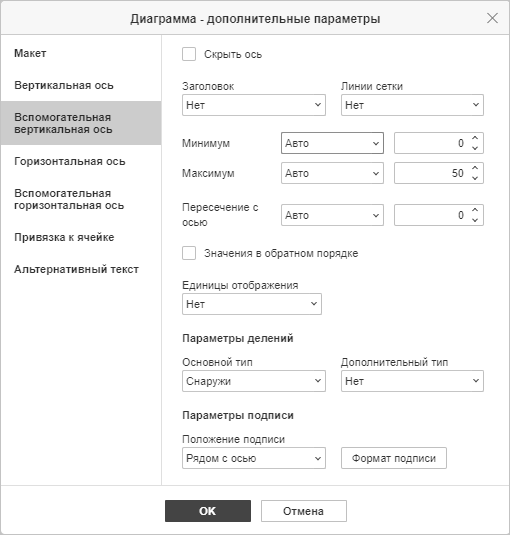 Диаграмма - дополнительные параметры
Макет
Вертикальная ось
Вспомогательная
вертикальная ось
Горизонтальная ось
Вспомогательная
горизонтальная ось
Привязка к ячейке
Альтернативный текст
Скрыть ось
Заголовок
Линии сетки
Нет
Нет
Минимум
Авто
0
Максимум
Авто
50
Пересечение с
осью
Авто
0
Значения в обратном порядке
Единицы отображения
Нет
Параметры делений
Основной тип
Дополнительный тип
Снаружи
Нет
Параметры подписи
Положение подписи
Рядом с осью
Формат подписи
ОК
Отмена